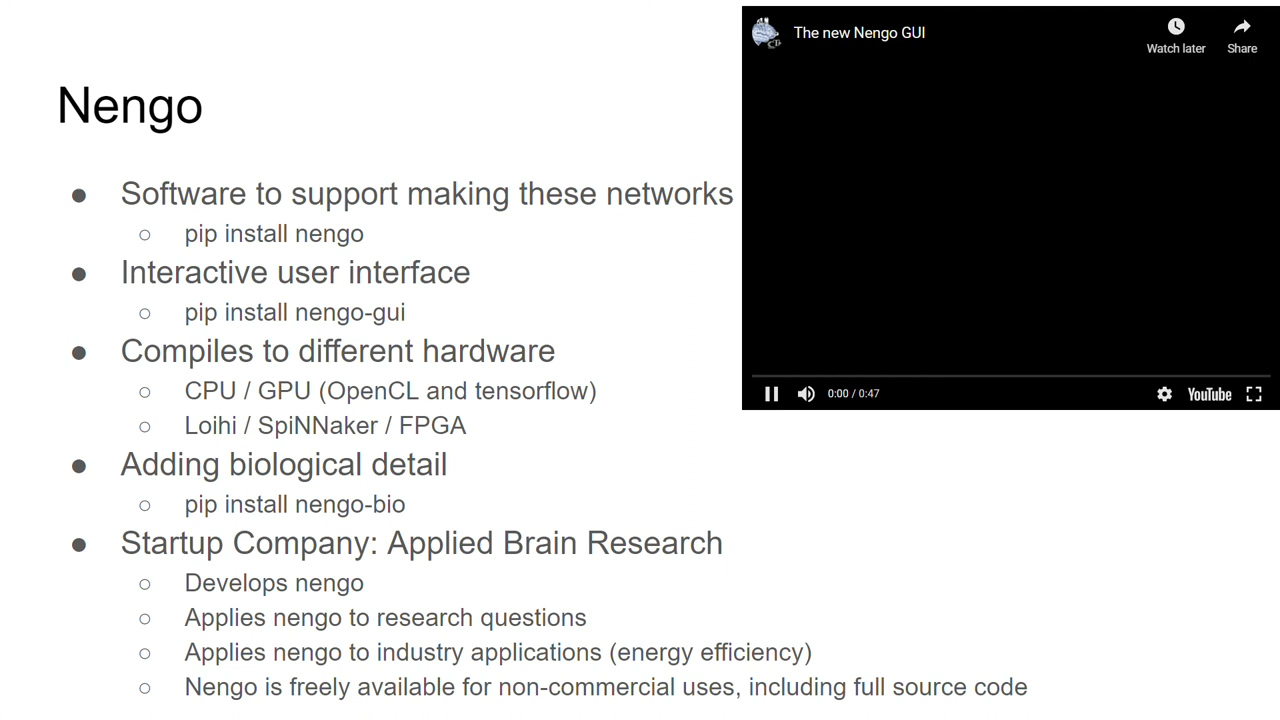 Nengo
● Software to support making these networks
○ pip install nengo
● Interactive user interface
○ pip install nengo-gui
● Compiles to different hardware
○ CPU / GPU (OpenCL and tensorflow)
○ Loihi / SpiNNaker / FPGA
● Adding biological detail
○ pip install nengo-bio
● Startup Company: Applied Brain Research
○ Develops nengo
○ Applies nengo to research questions
○ Applies nengo to industry applications (energy efficiency)
○ Nengo is freely available for non-commercial uses, including full source code
The new Nengo GUI
Watch later
Share
0:00 / 0:47
YouTube